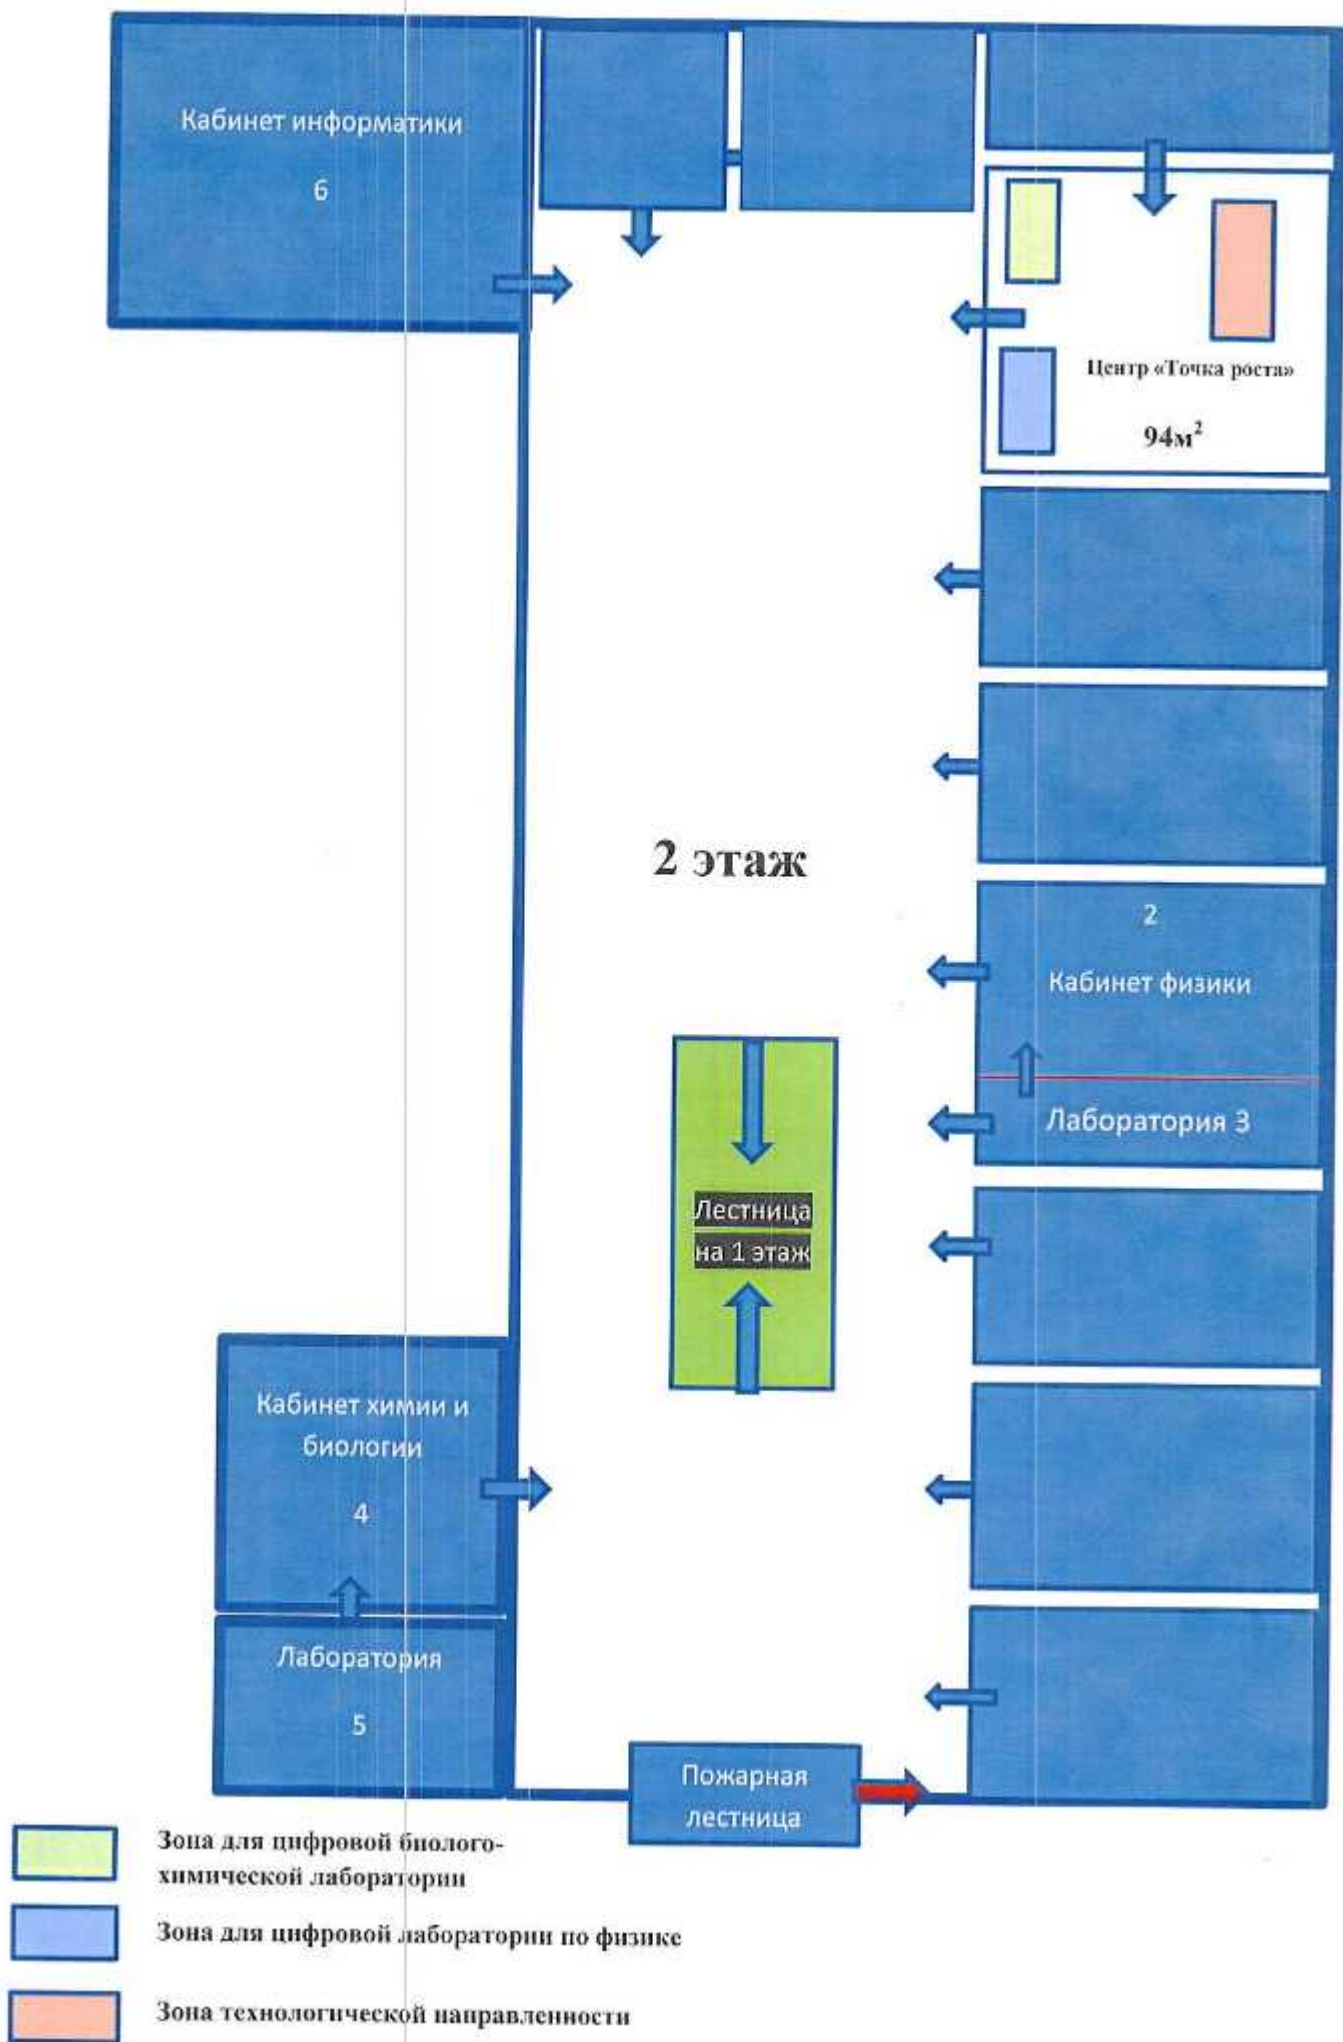 Кабинет информатики
6
Центр «Точка роста»
94м²
2 этаж
2
Кабинет физики
Лаборатория 3
Лестница
на 1 этаж
Кабинет химии и
биологии
4
Лаборатория
5
Пожарная
лестница
Зона для цифровой биолого-
химической лаборатории
Зона для цифровой лаборатории по физике
Зона технологической направленности